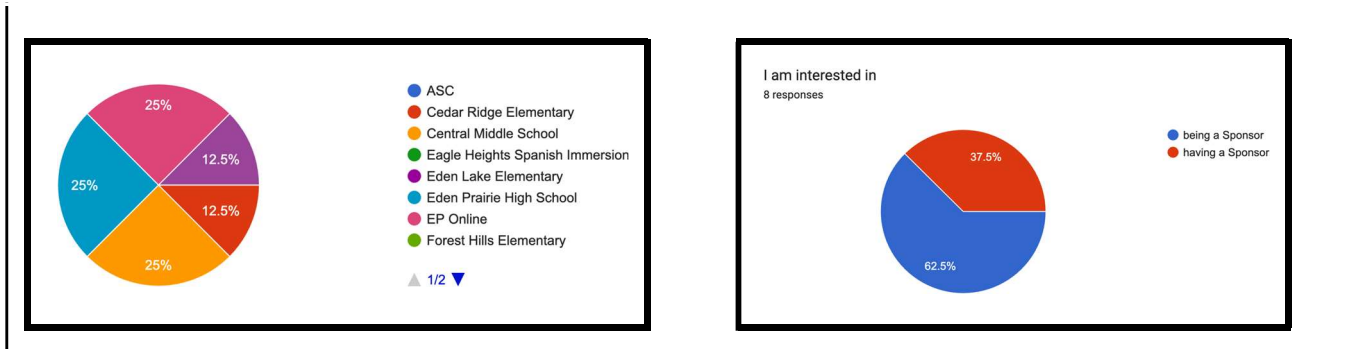 25%
12.5%
25%
12.5%
25%
ASC
Cedar Ridge Elementary
Central Middle School
Eagle Heights Spanish Immersion
Eden Lake Elementary
Eden Prairie High School
EP Online
Forest Hills Elementary
1/2
I am interested in
8 responses
37.5%
62.5%
being a Sponsor
having a Sponsor